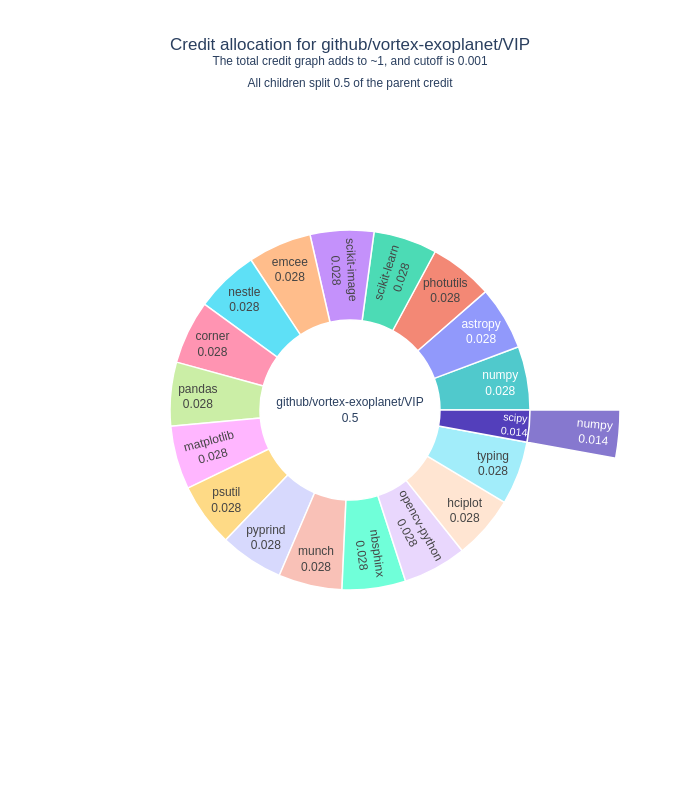 Credit allocation for github/vortex-exoplanet/VIP
The total credit graph adds to ~1, and cutoff is 0.001
All children split 0.5 of the parent credit
github/vortex-exoplanet/VIP
0.5
numpy
0.028
astropy
0.028
photutils
0.028
scikit-learn
0.028
scikit-image
0.028
emcee
0.028
nestle
0.028
corner
0.028
pandas
0.028
matplotlib
0.028
psutil
0.028
pyprind
0.028
munch
0.028
nbsphinx
0.028
opencv-python
0.028
hciplot
0.028
typing
0.028
scipy
0.014
numpy
0.014